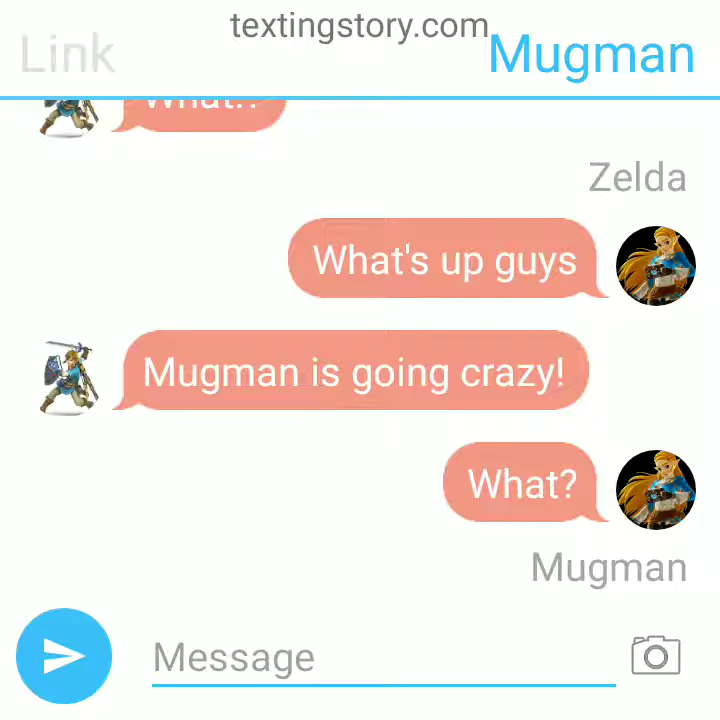 textingstory.com
Link
Mugman
What??
Zelda
What's up guys
Mugman is going crazy!
What?
Mugman
Message